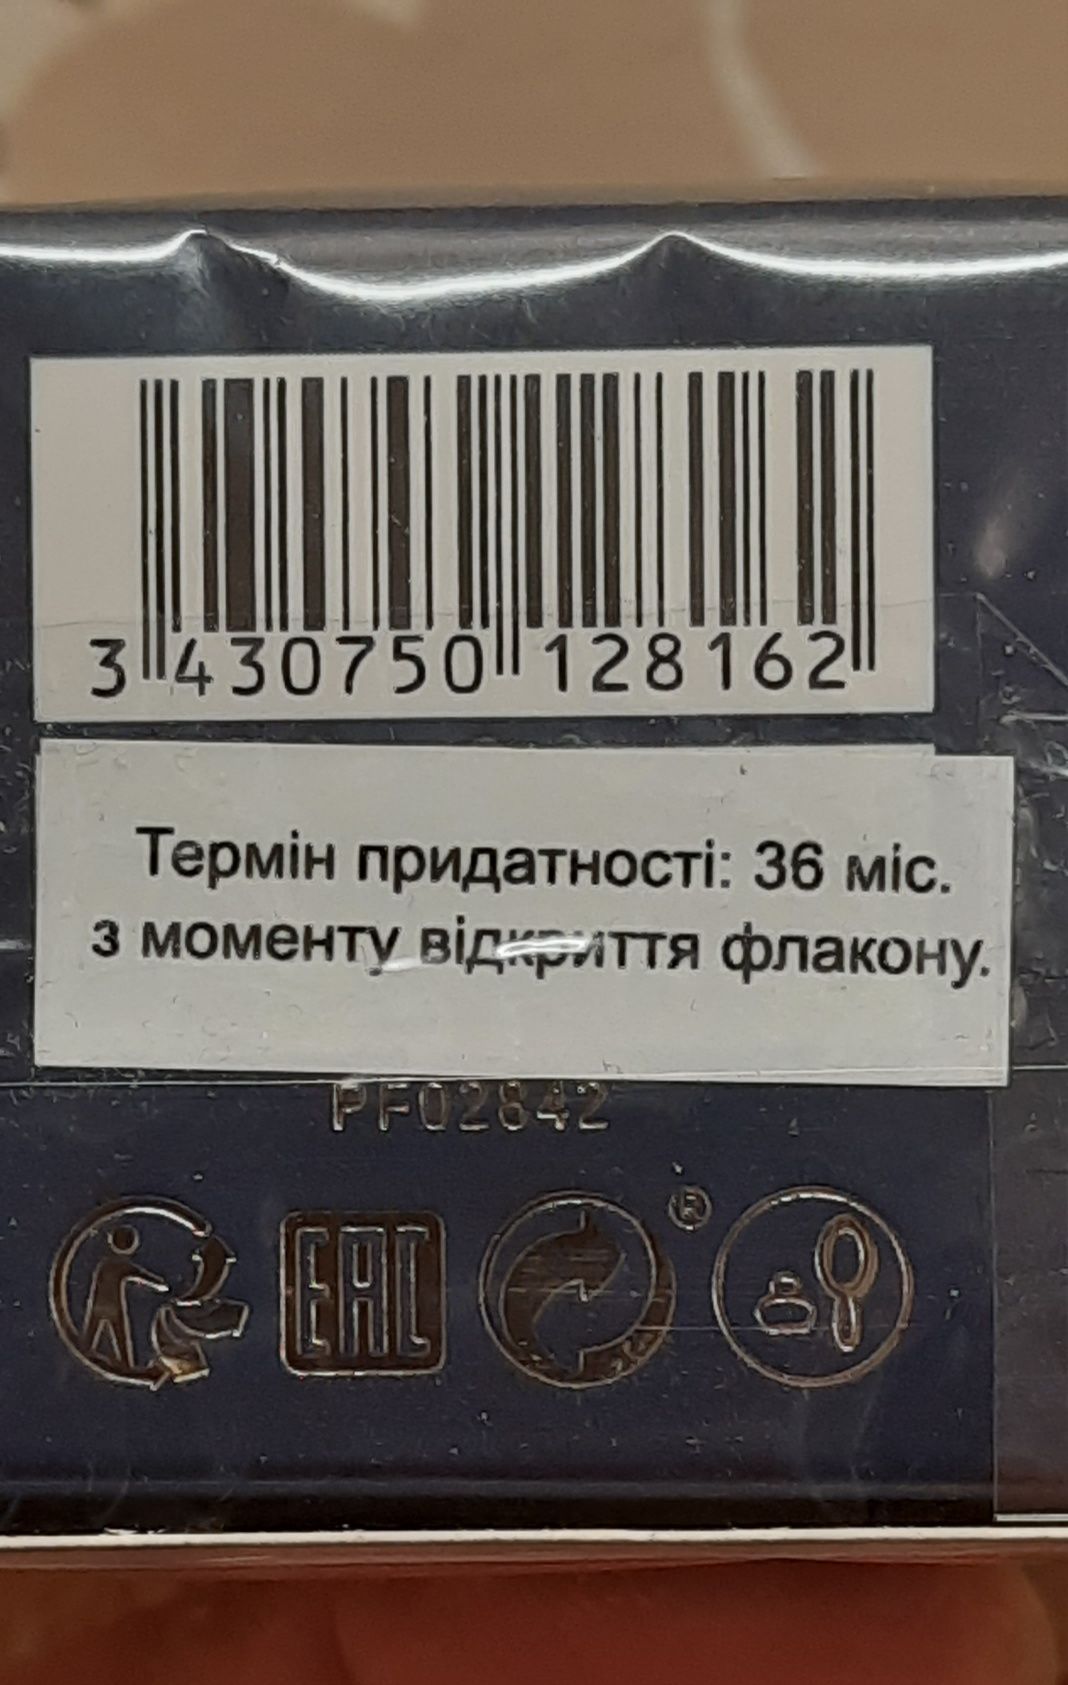 3 430750 128162
Термін придатності: 36 міс.
з моменту відкриття флакону.
PF02842
EAC
®